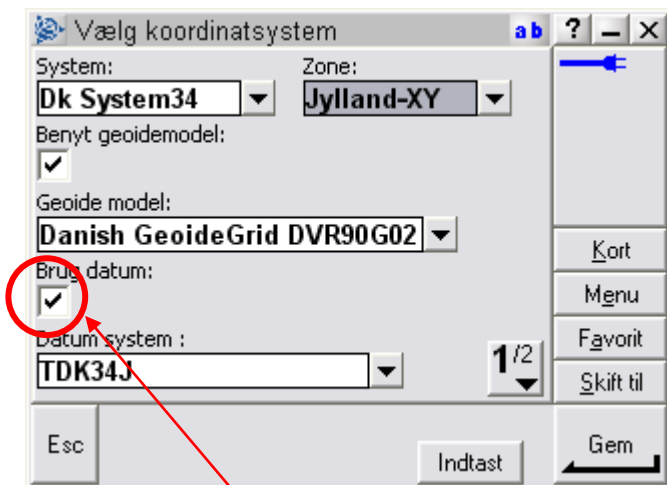 Vælg koordinatsystem ab ?
System: Zone:
Dk System34 Jylland-XY
Benyt geoidemodel:
Geoide model:
Danish GeoideGrid DVR90G02
Brug datum:
Datum system :
TDK34J
1/2
Kort
Menu
Favorit
Skift til
Esc
Indtast
Gem